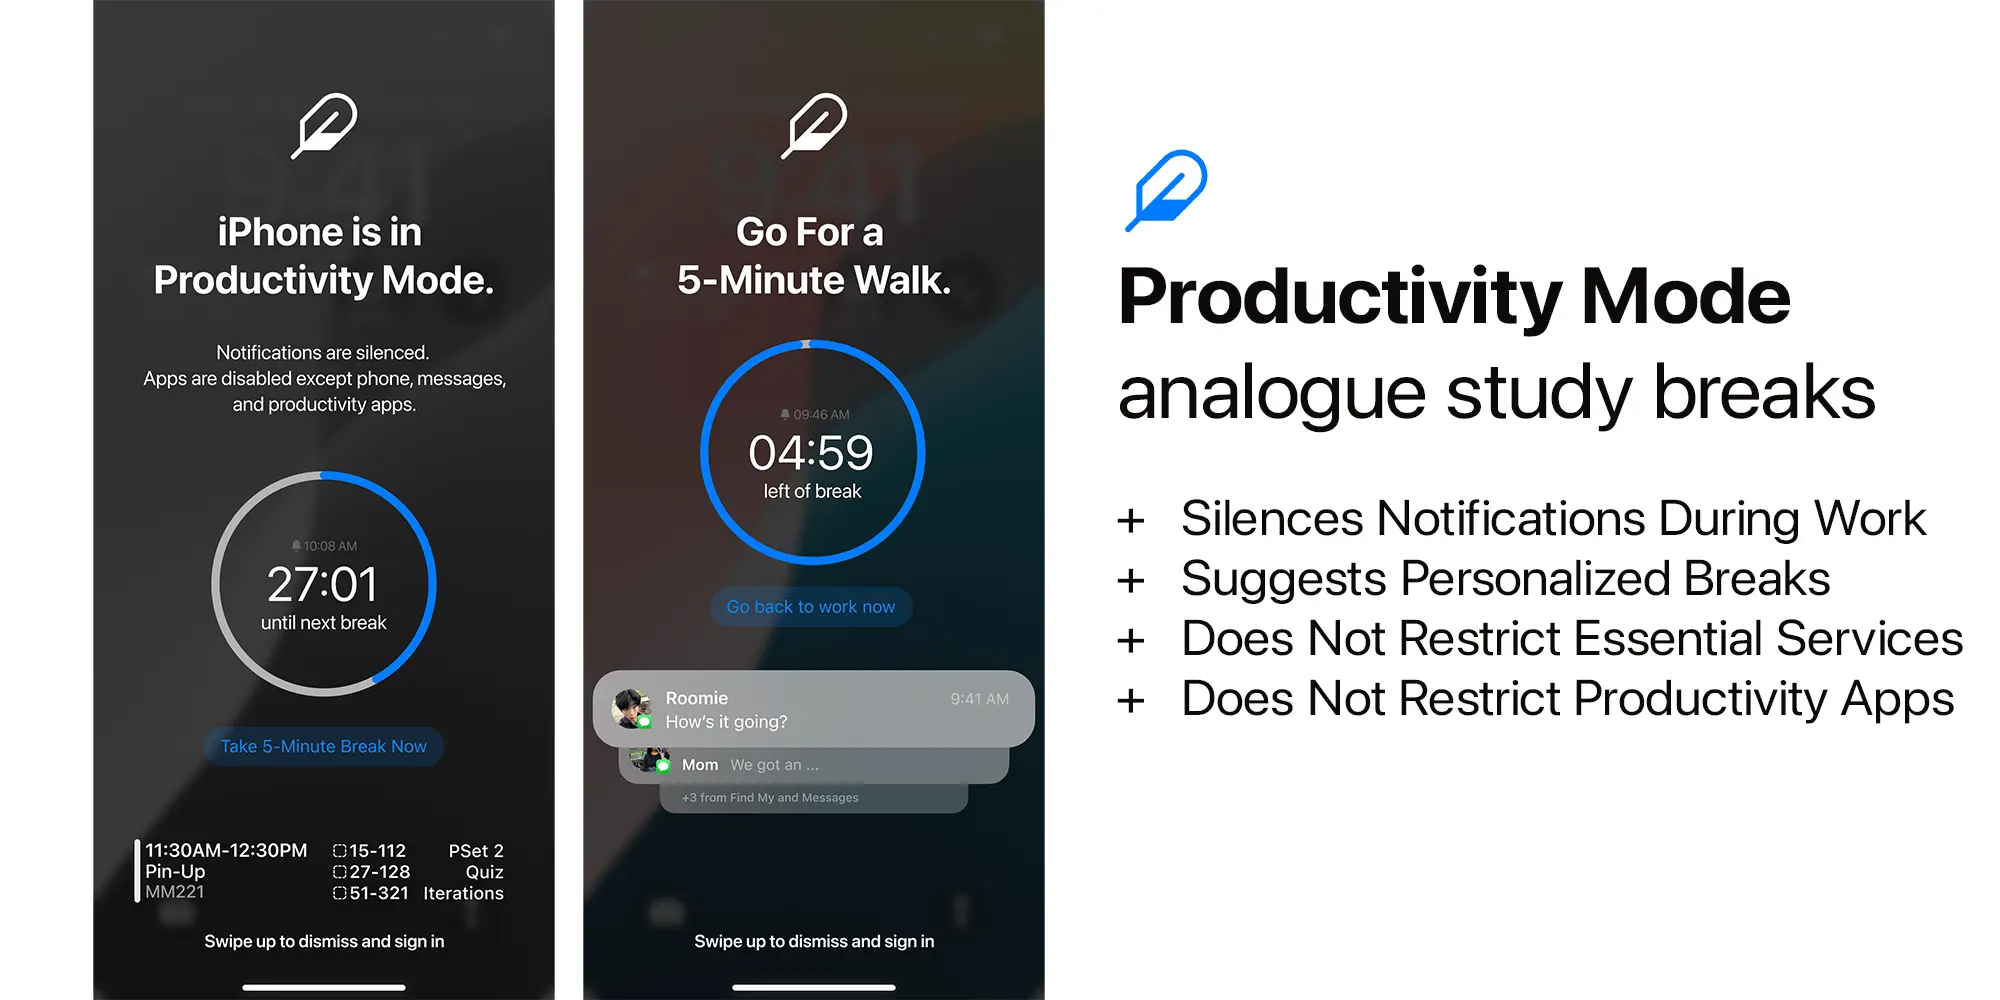 9:41
iPhone is in
Productivity Mode.
Notifications are silenced.
Apps are disabled except phone, messages,
and productivity apps.
10:08 AM
27:01
until next break
Take 5-Minute Break Now
11:30AM-12:30PM
Pin-Up
MM221
15-112 PSet 2
27-128 Quiz
51-321 Iterations
Swipe up to dismiss and sign in
9:41
Go For a
5-Minute Walk.
09:46 AM
04:59
left of break
Go back to work now
Roomie 9:41 AM
How's it going?
Mom We got an ...
+3 from Find My and Messages
Swipe up to dismiss and sign in
Productivity Mode
analogue study breaks
+ Silences Notifications During Work
+ Suggests Personalized Breaks
+ Does Not Restrict Essential Services
+ Does Not Restrict Productivity Apps